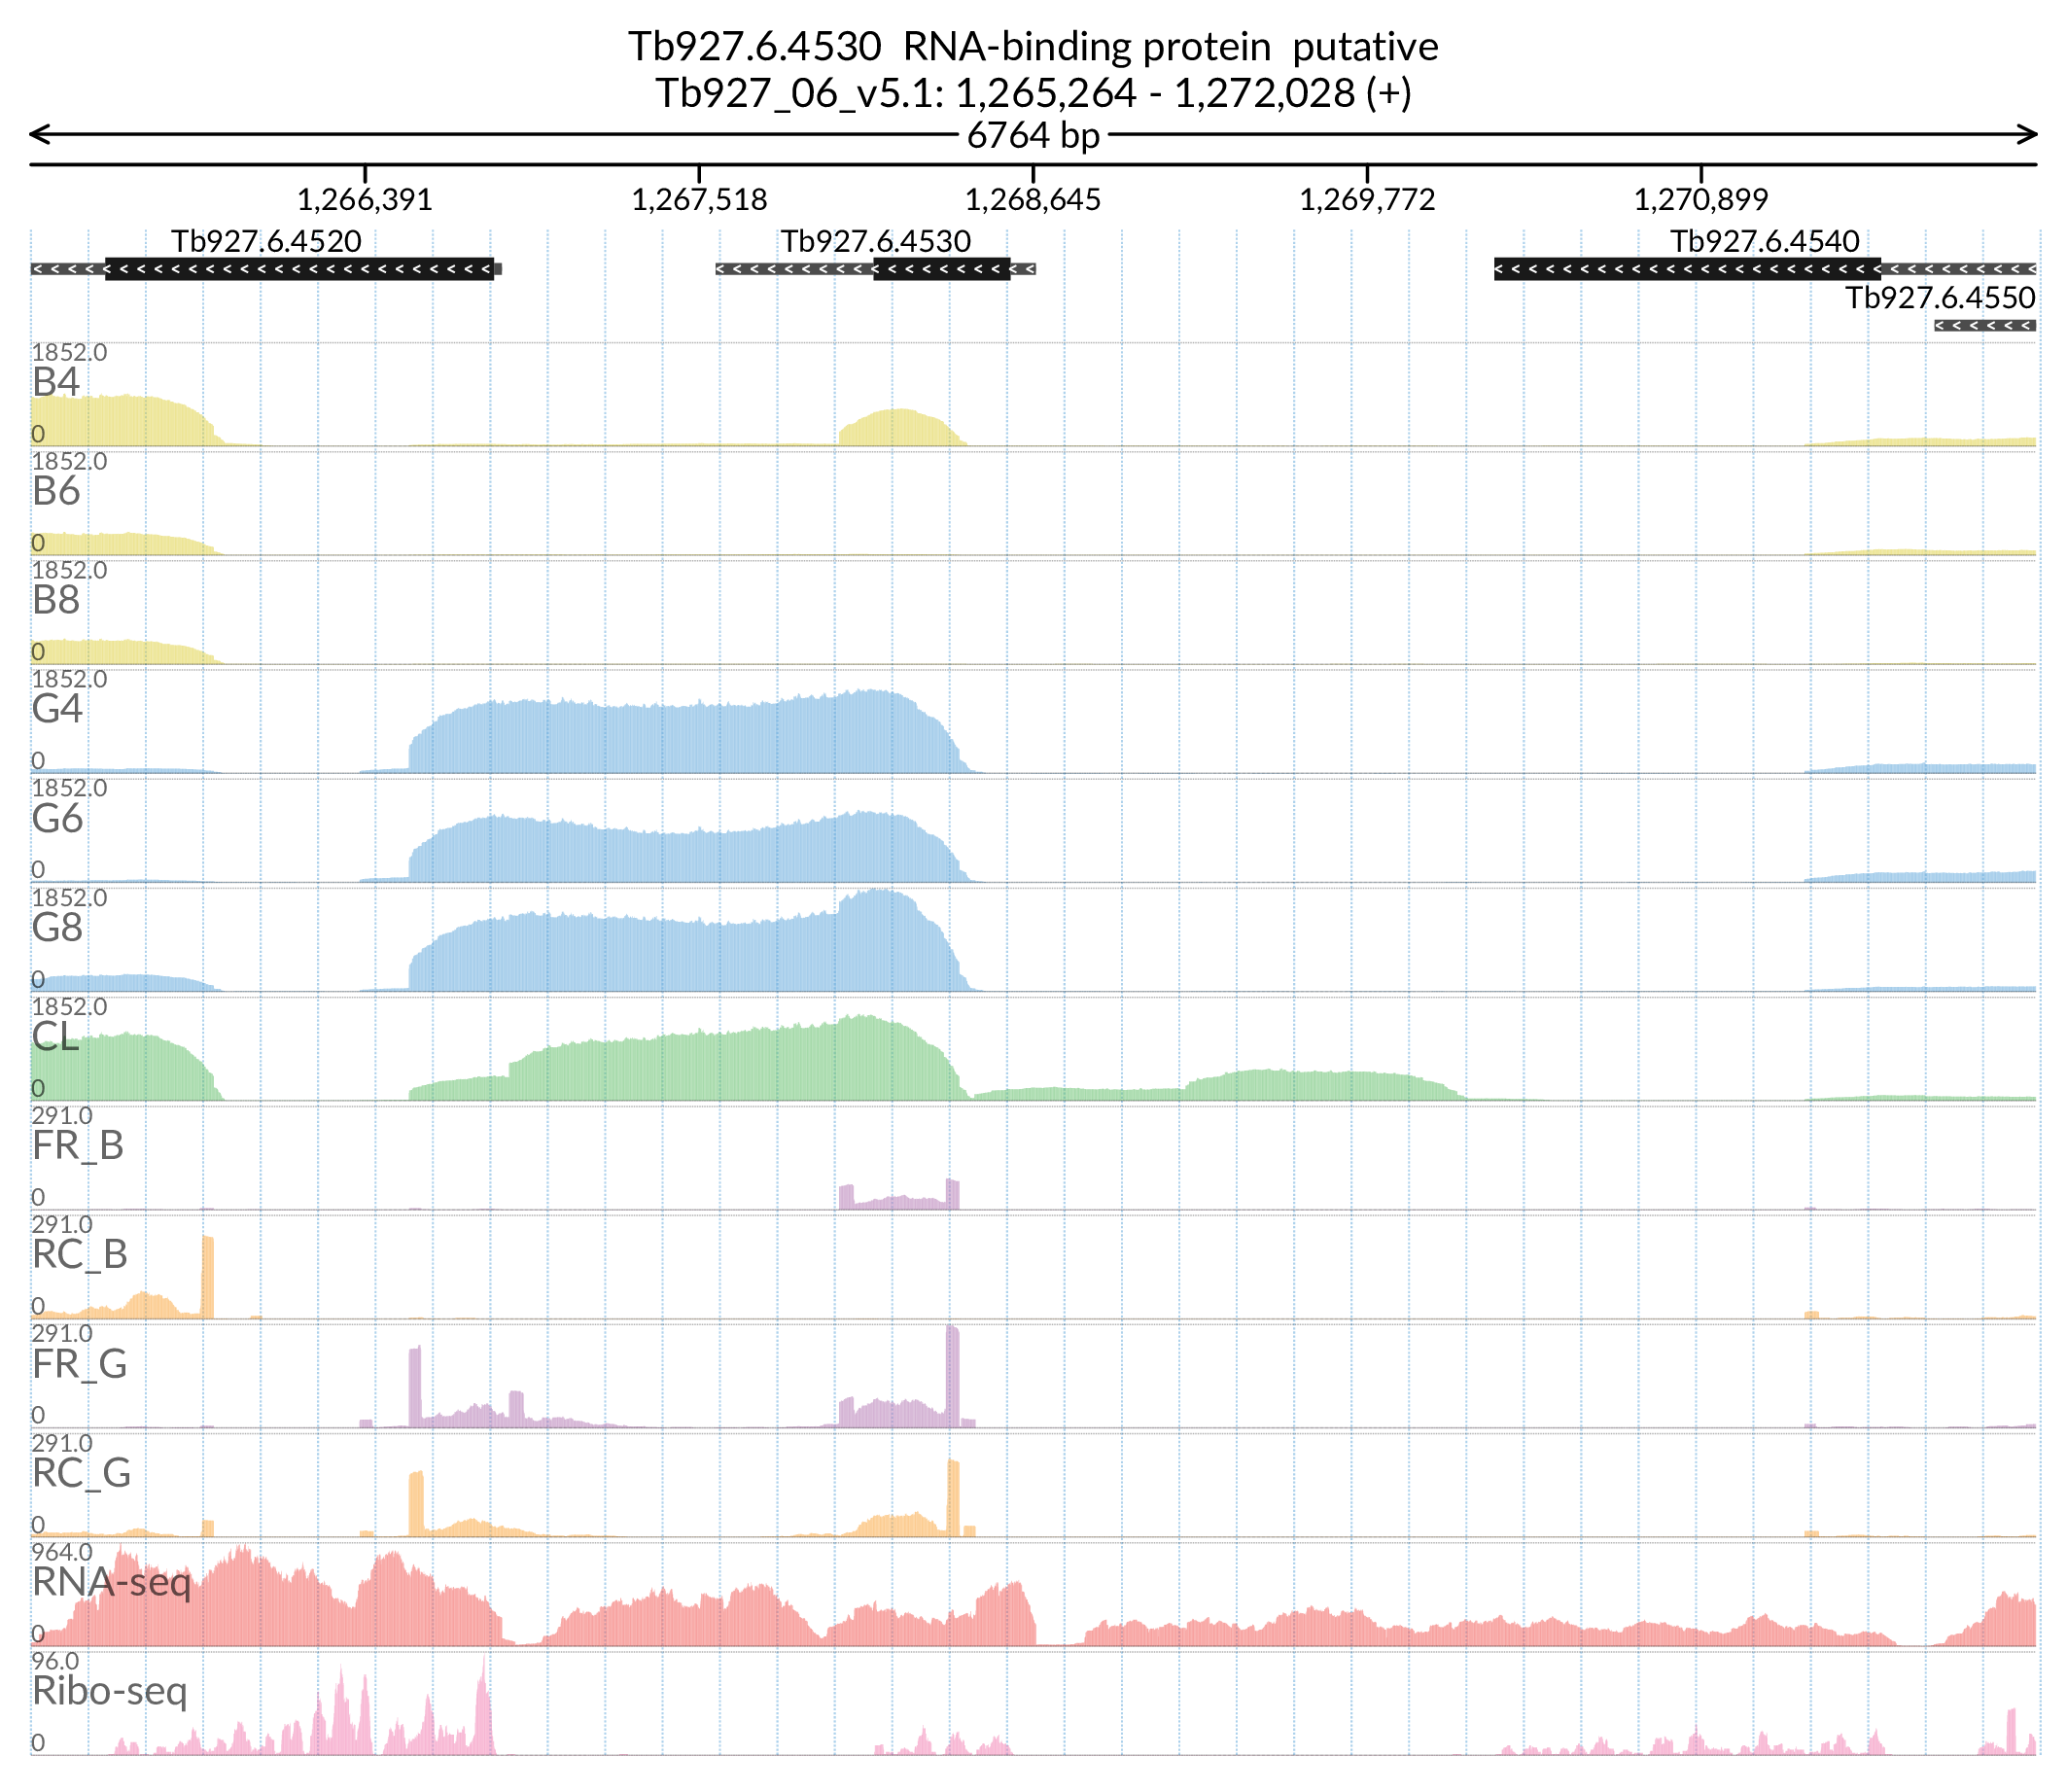 Tb927.6.4530 RNA-binding protein putative
Tb927_06_v5.1: 1,265,264 - 1,272,028 (+)
6764 bp
1,266,391 1,267,518 1,268,645 1,269,772 1,270,899
Tb927.6.4520 Tb927.6.4530 Tb927.6.4540
Tb927.6.4550
1852.0
B4
0
1852.0
B6
0
1852.0
B8
0
1852.0
G4
0
1852.0
G6
0
1852.0
G8
0
1852.0
CL
0
291.0
FR_B
0
291.0
RC_B
0
291.0
FR_G
0
291.0
RC_G
0
964.0
RNA-seq
0
96.0
Ribo-seq
0